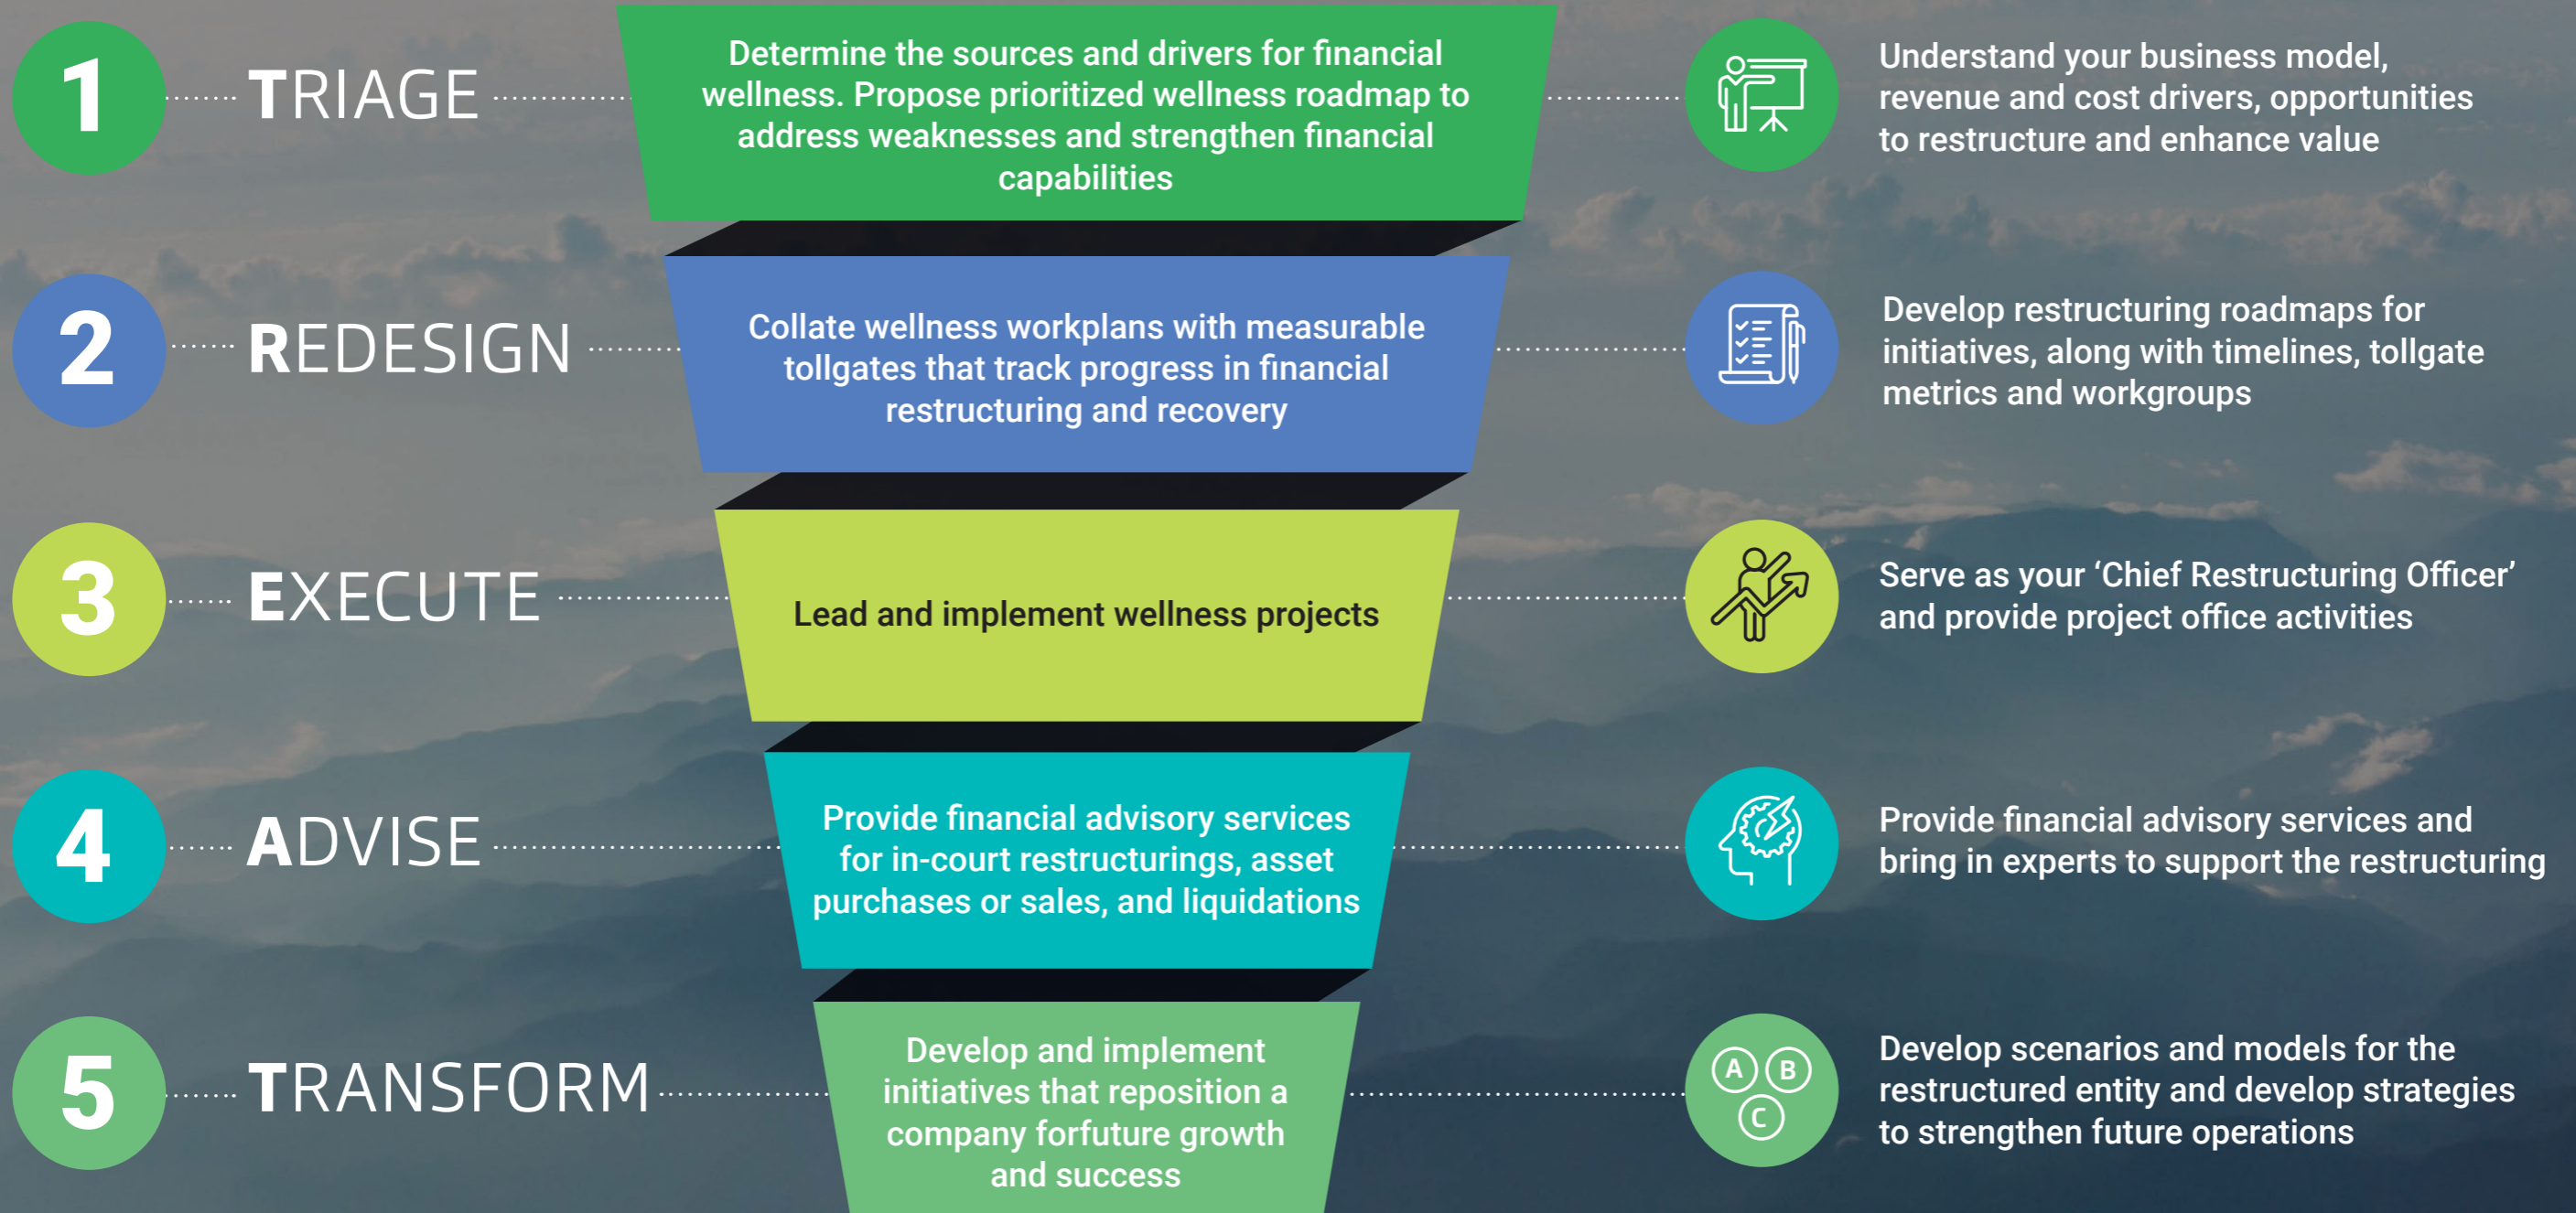 1
TRIAGE
Determine the sources and drivers for financial
wellness. Propose prioritized wellness roadmap to
address weaknesses and strengthen financial
capabilities
Understand your business model,
revenue and cost drivers, opportunities
to restructure and enhance value
2
REDESIGN
Collate wellness workplans with measurable
tollgates that track progress in financial
restructuring and recovery
Develop restructuring roadmaps for
initiatives, along with timelines, tollgate
metrics and workgroups
3
EXECUTE
Lead and implement wellness projects
Serve as your ‘Chief Restructuring Officer’
and provide project office activities
4
ADVISE
Provide financial advisory services
for in-court restructurings, asset
purchases or sales, and liquidations
Provide financial advisory services and
bring in experts to support the restructuring
5
TRANSFORM
Develop and implement
initiatives that reposition a
company forfuture growth
and success
A B
C
Develop scenarios and models for the
restructured entity and develop strategies
to strengthen future operations